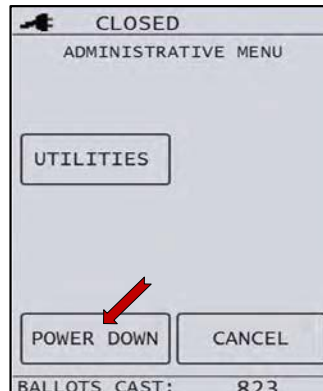 CLOSED
ADMINISTRATIVE MENU
UTILITIES
POWER DOWN
CANCEL
BALLOTS CAST: 823